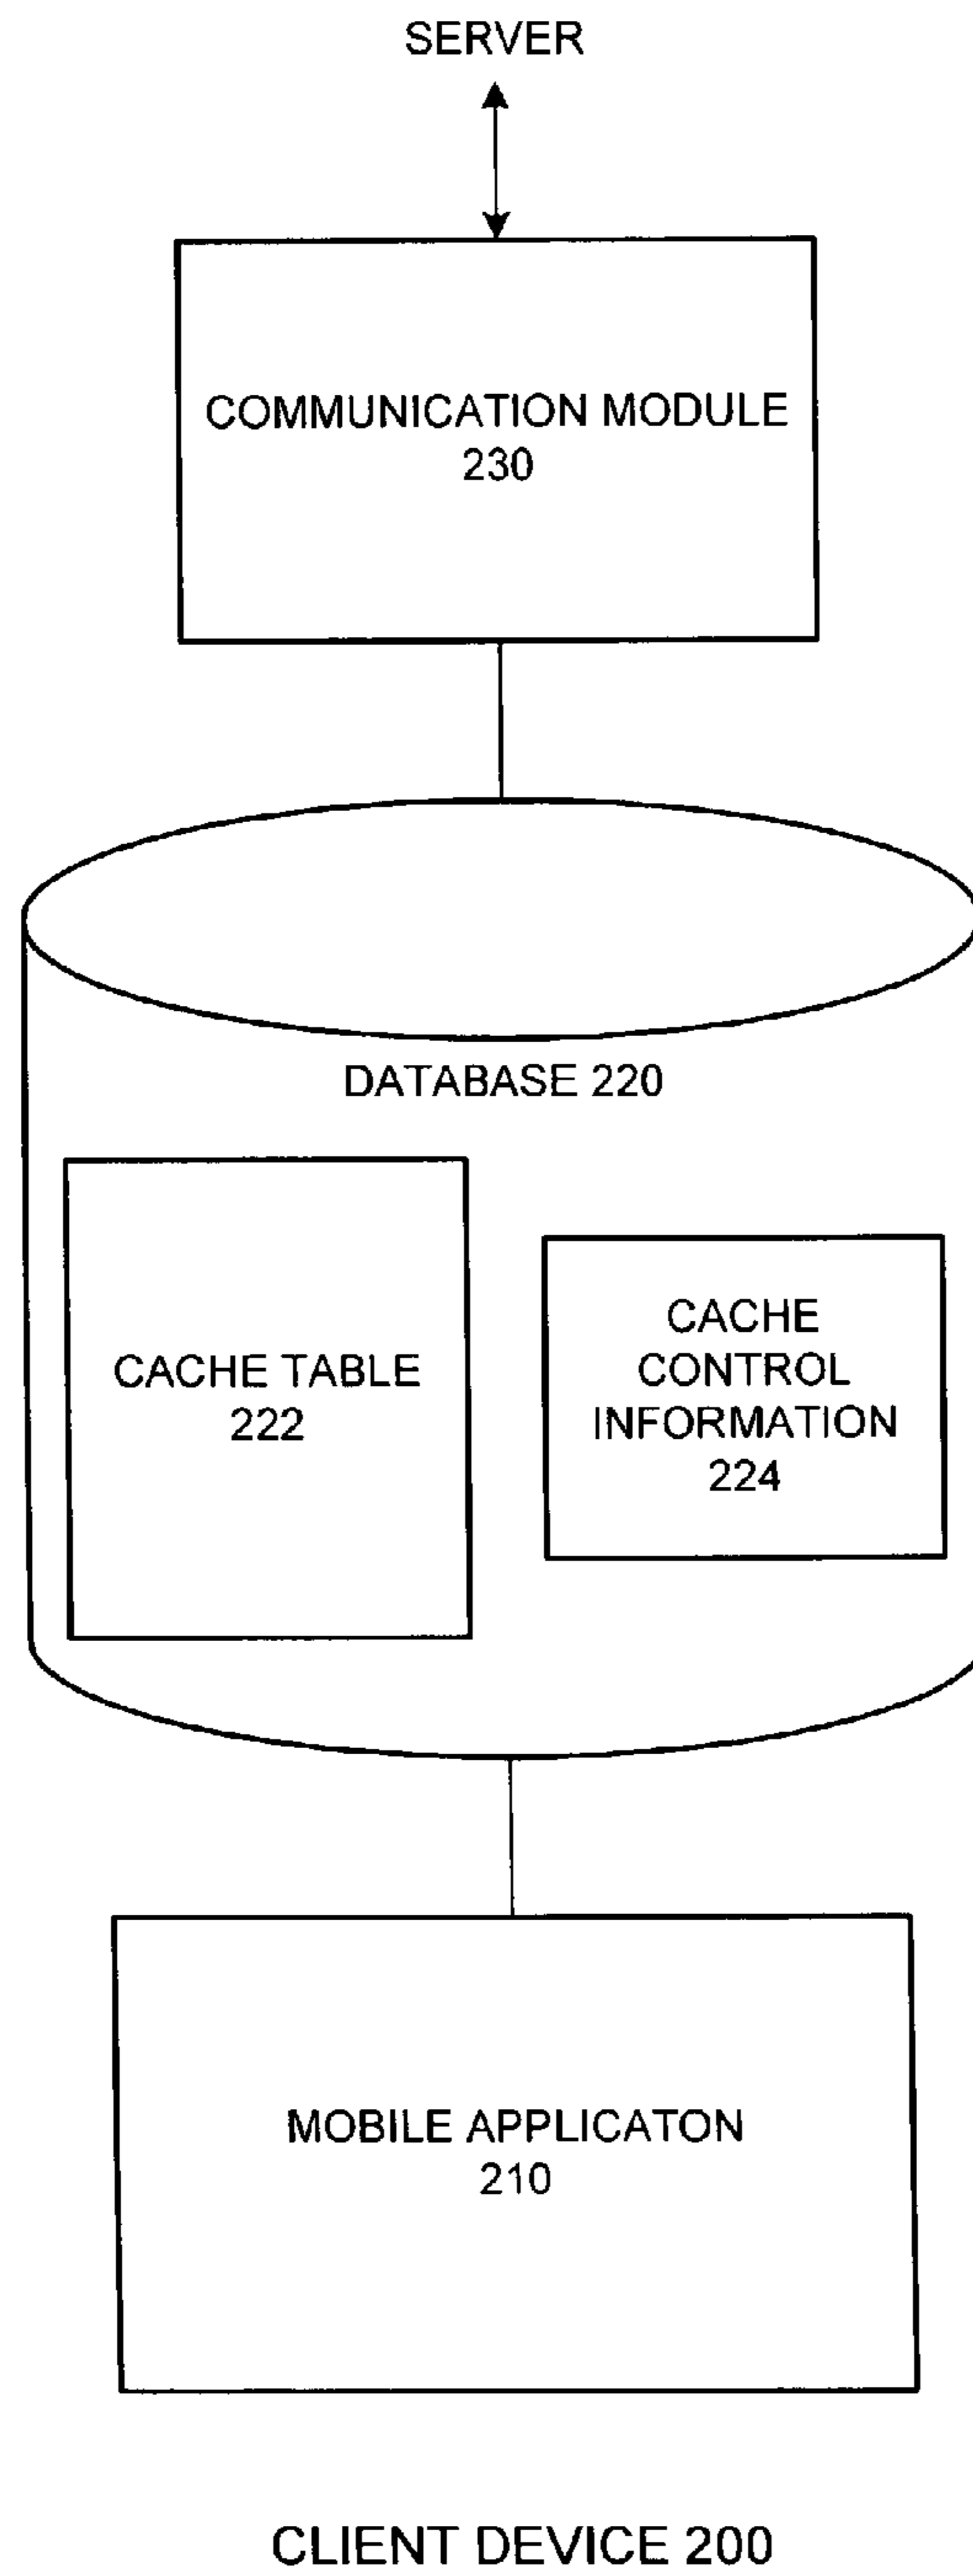 SERVER
COMMUNICATION MODULE
230
DATABASE 220
CACHE TABLE
222
CACHE
CONTROL
INFORMATION
224
MOBILE APPLICATON
210
CLIENT DEVICE 200